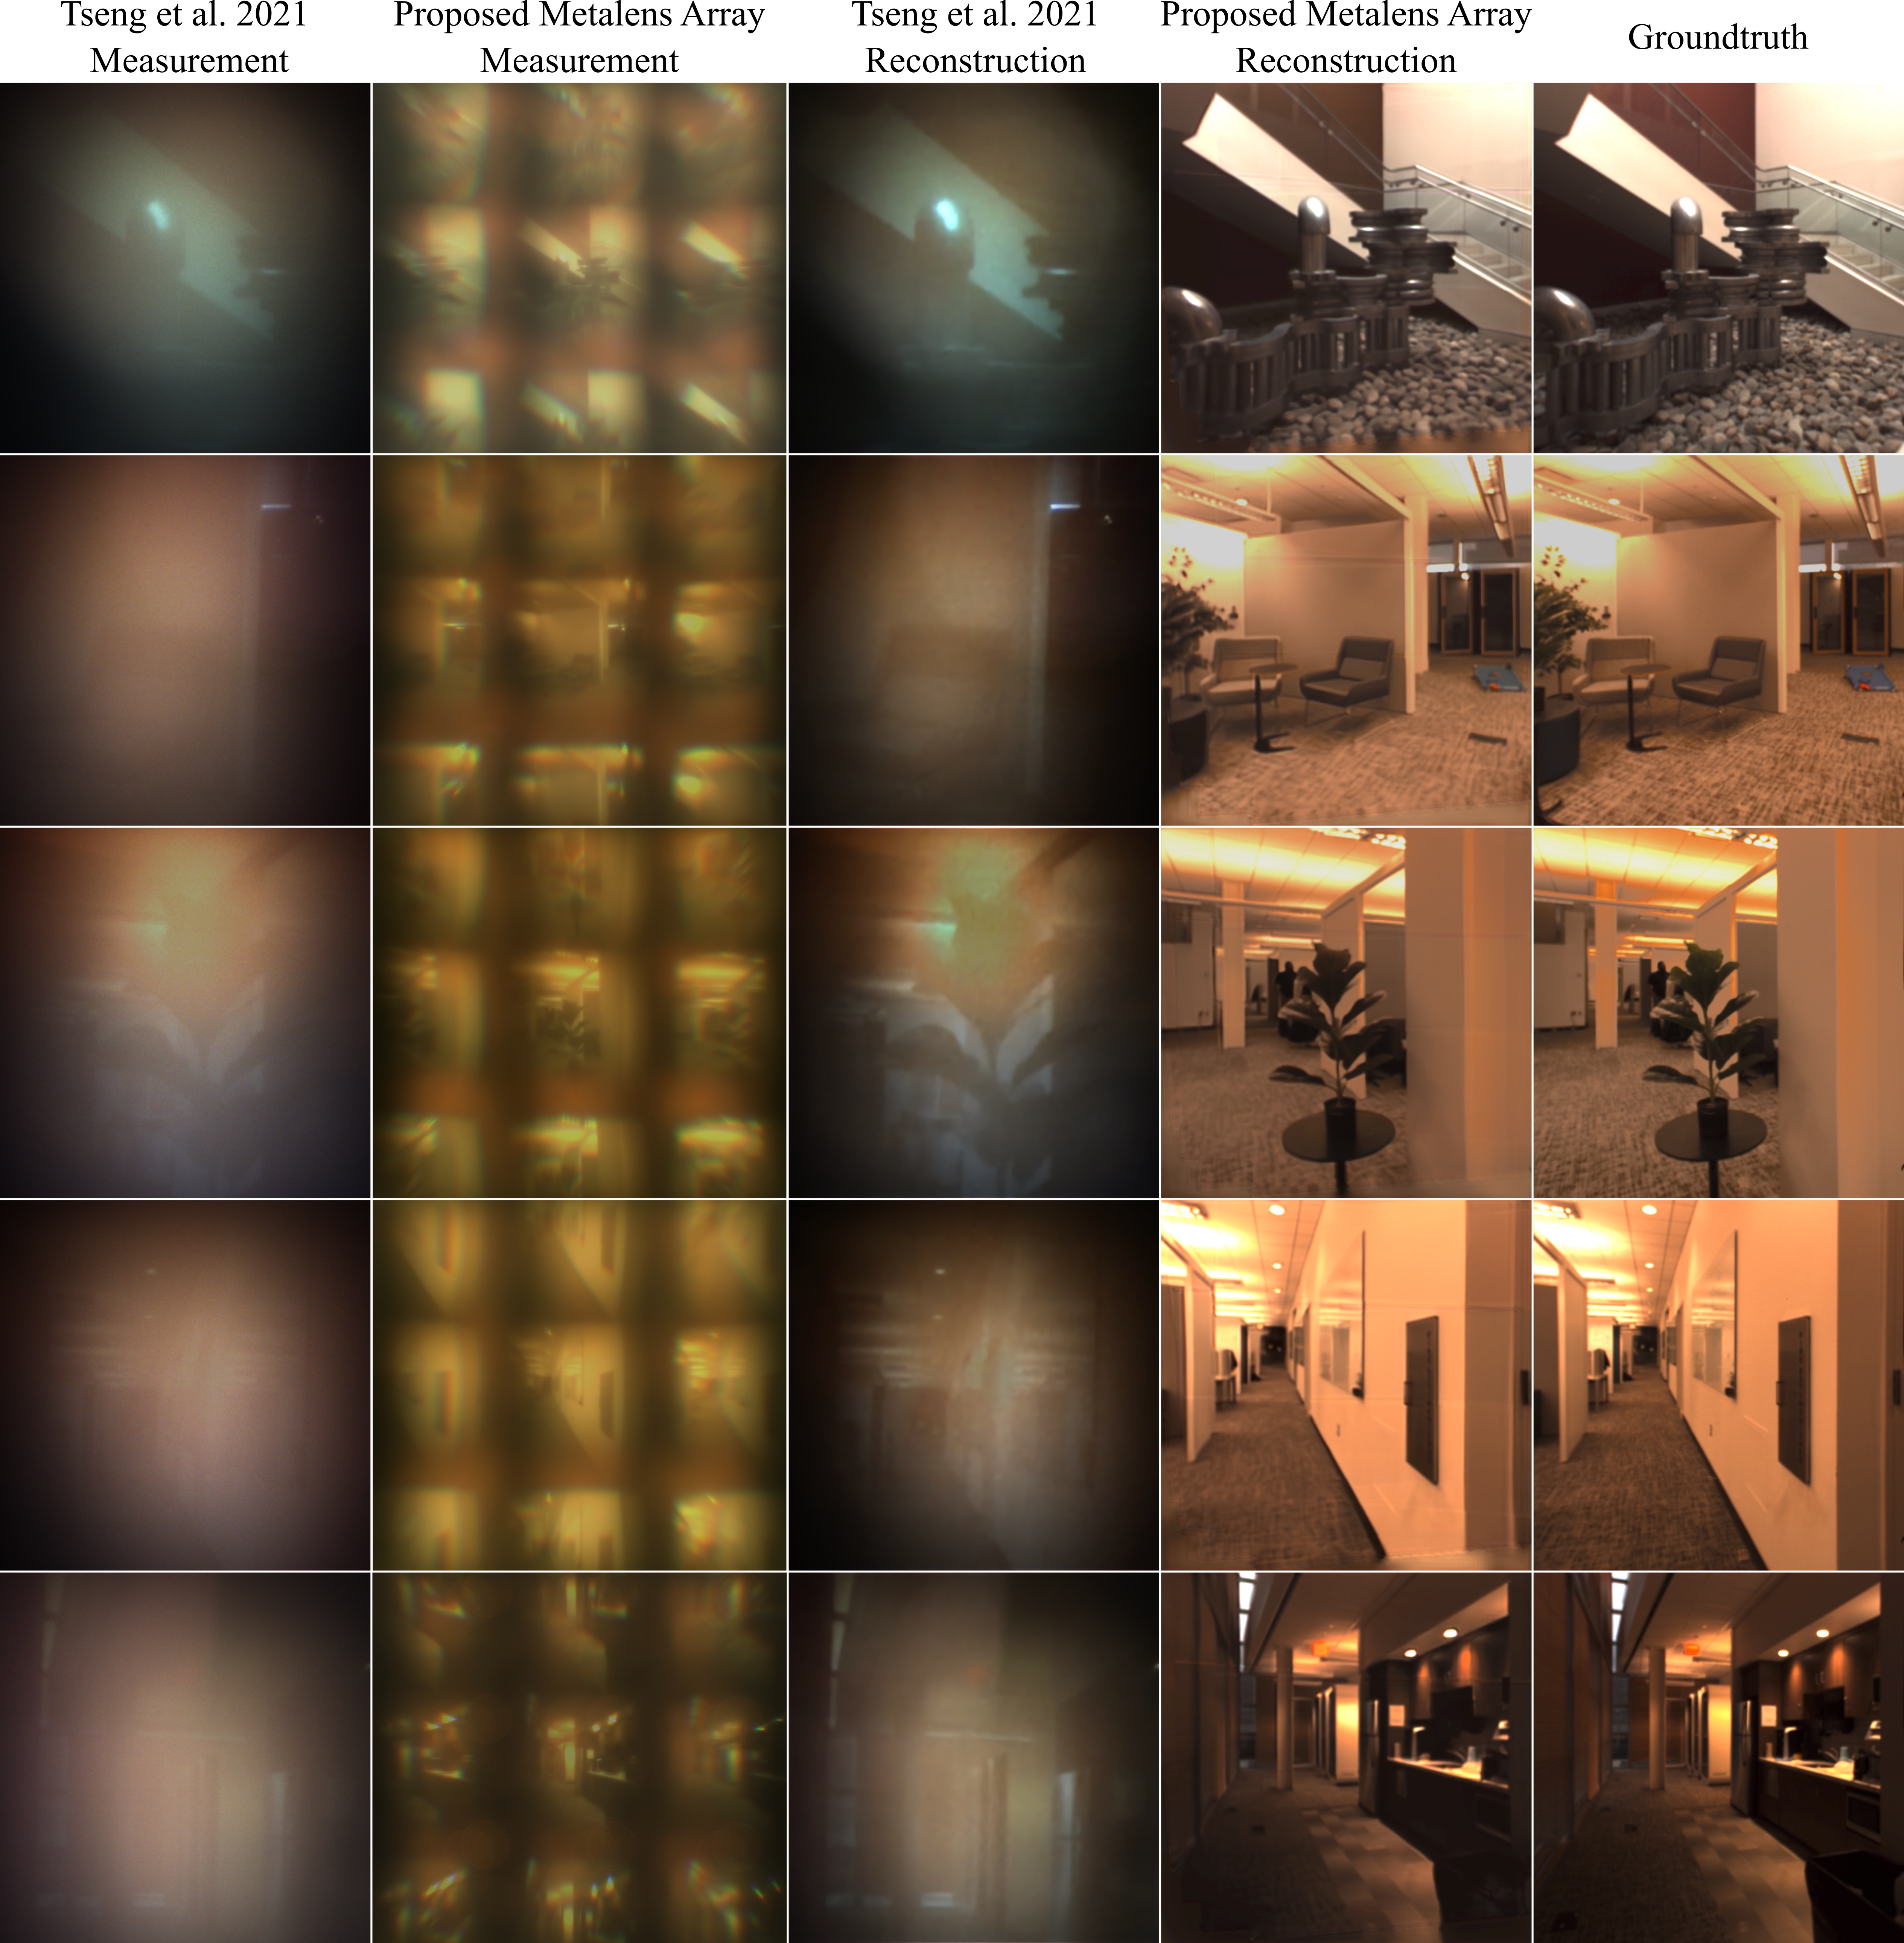 Tseng et al. 2021
Measurement
Proposed Metalens Array
Measurement
Tseng et al. 2021
Reconstruction
Proposed Metalens Array
Reconstruction
Groundtruth